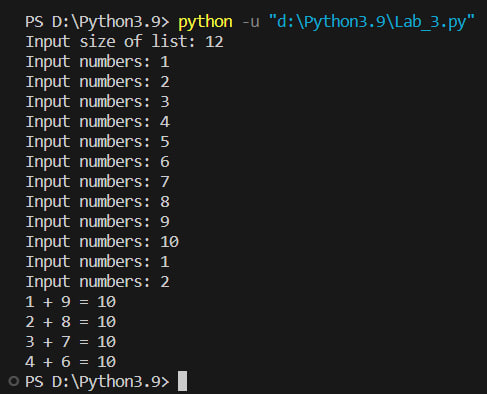 PS D:\Python3.9> python -u "d:\Python3.9\Lab_3.py"
Input size of list: 12
Input numbers: 1
Input numbers: 2
Input numbers: 3
Input numbers: 4
Input numbers: 5
Input numbers: 6
Input numbers: 7
Input numbers: 8
Input numbers: 9
Input numbers: 10
Input numbers: 1
Input numbers: 2
1 + 9 = 10
2 + 8 = 10
3 + 7 = 10
4 + 6 = 10
PS D:\Python3.9>